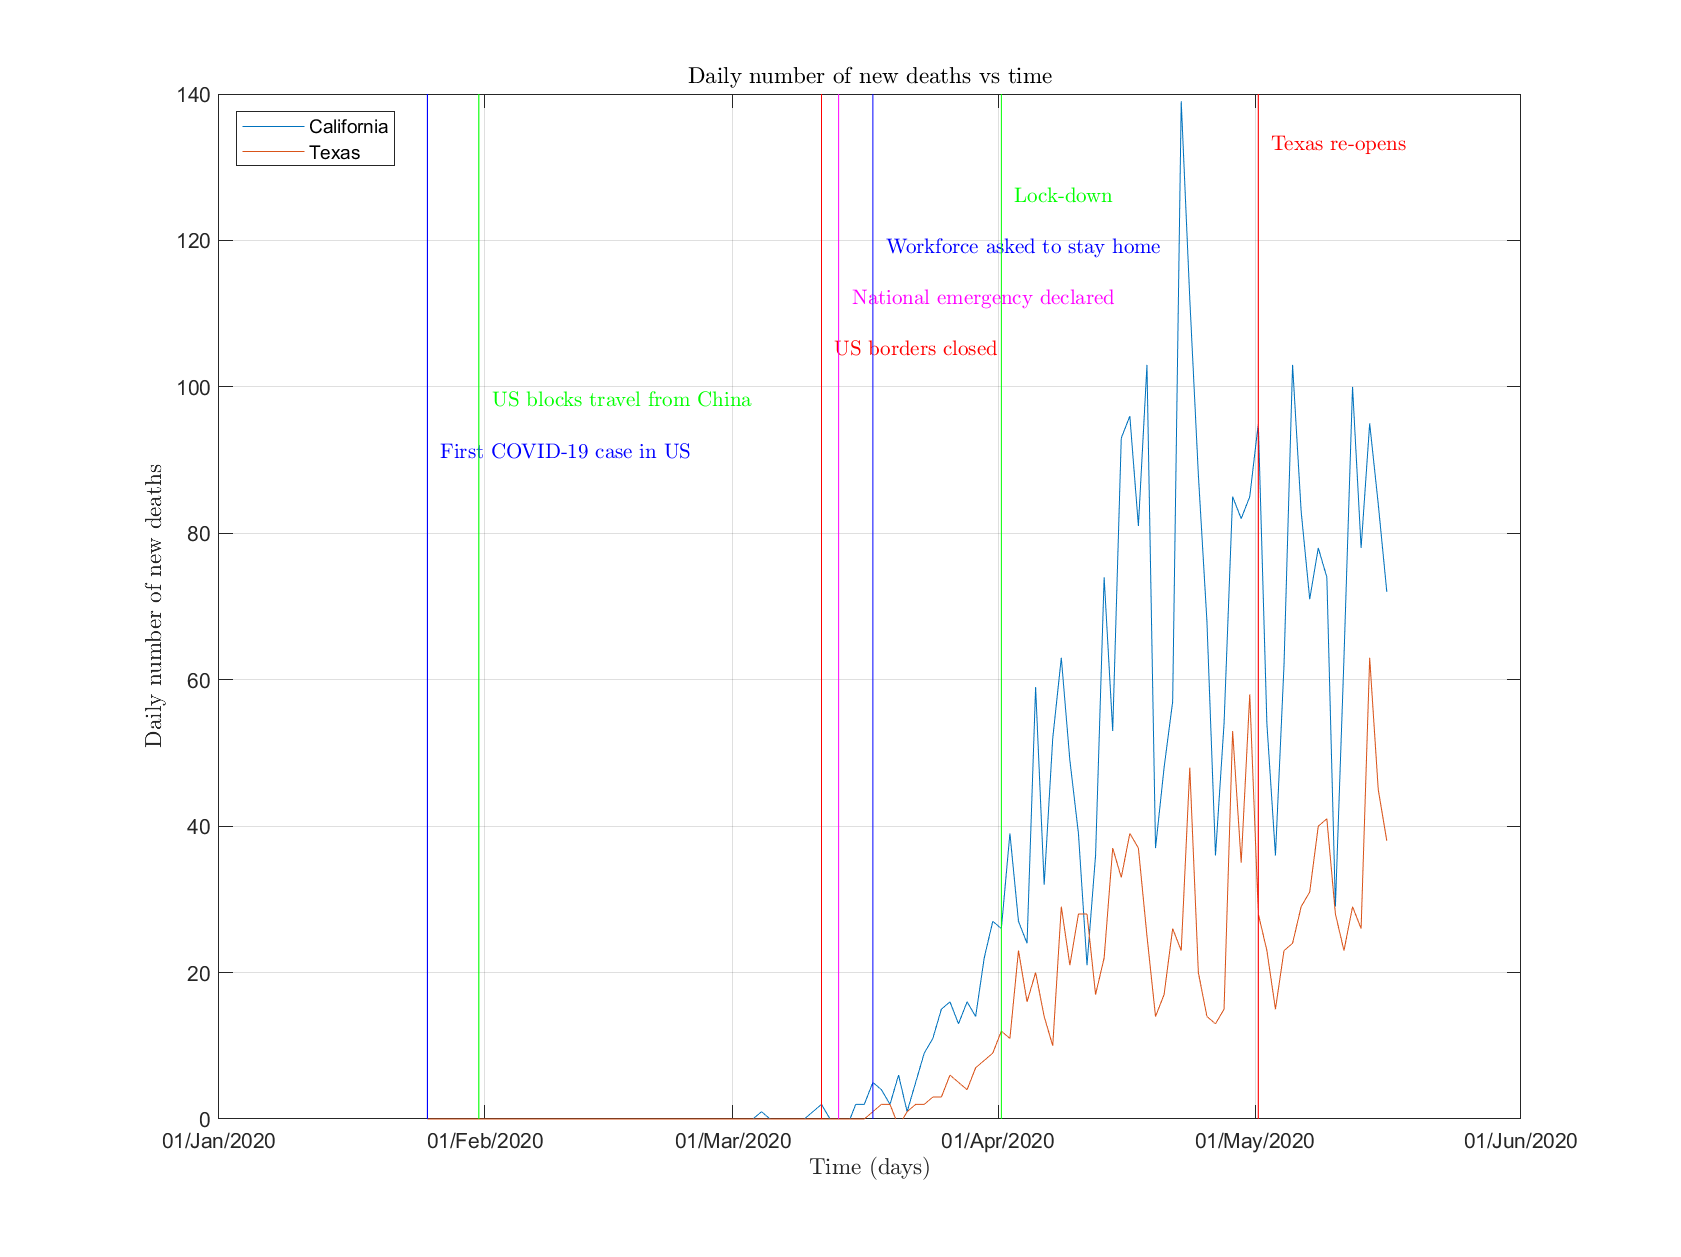 Daily number of new deaths vs time
140
California
Texas
Texas re-opens
Lock-down
120
Workforce asked to stay home
National emergency declared
US borders closed
100
US blocks travel from China
First COVID-19 case in US
Daily number of new deaths
80
60
40
20
0
01/Jan/2020 01/Feb/2020 01/Mar/2020 01/Apr/2020 01/May/2020 01/Jun/2020
Time (days)